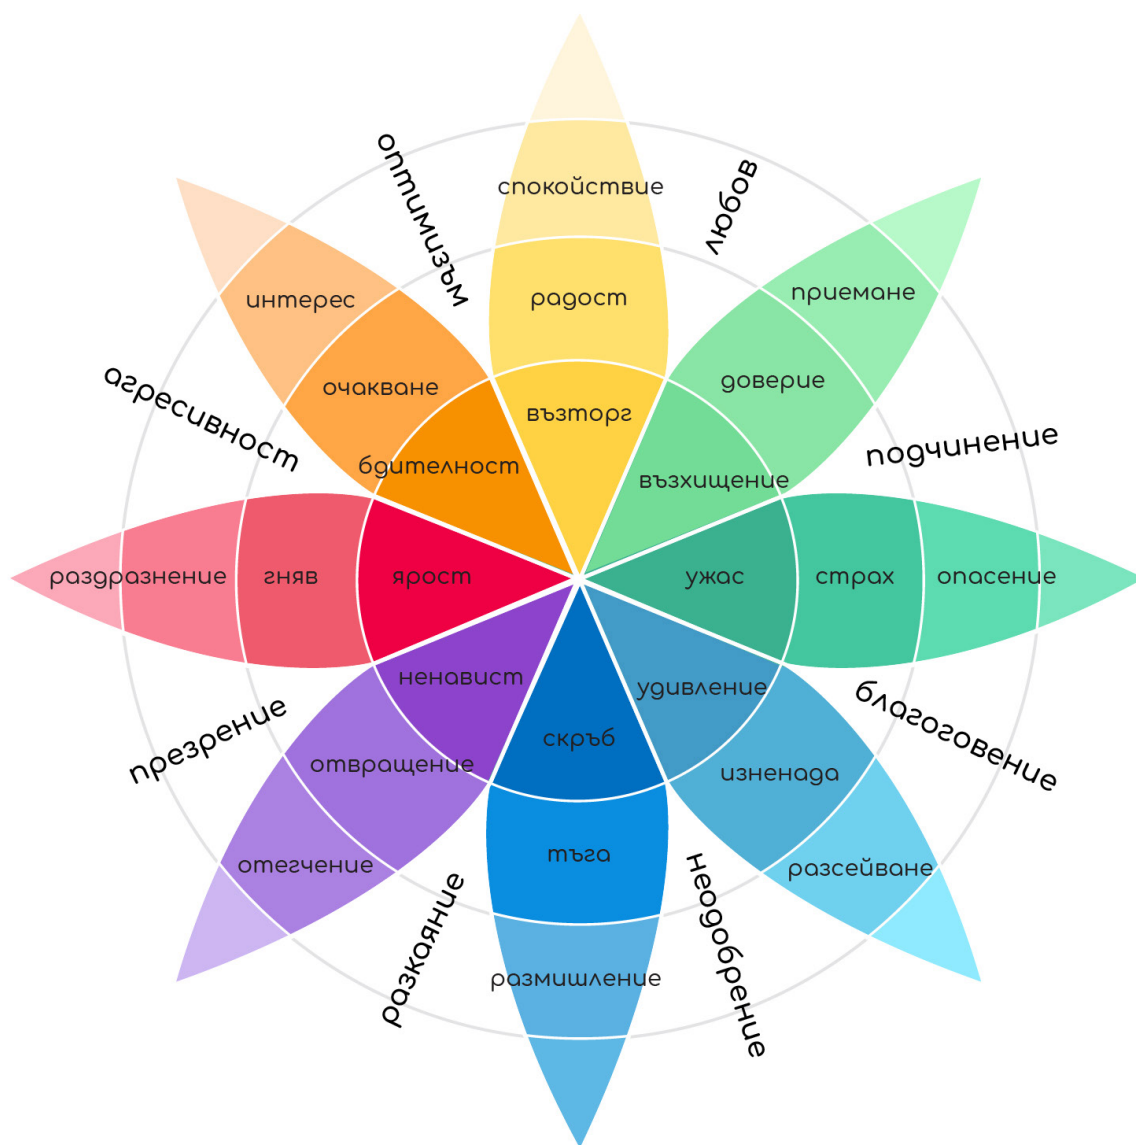 оптимизъм
любов
спокойствие
интерес
радост
приемане
агресивност
очакване
възторг
доверие
подчинение
бдителност
възхищение
раздразнение
гняв
ярост
ужас
страх
опасение
презрение
ненавист
удивление
благоговение
отвращение
скръб
изненада
отегчение
тъга
разсейване
разкаяние
размишление
неодобрение